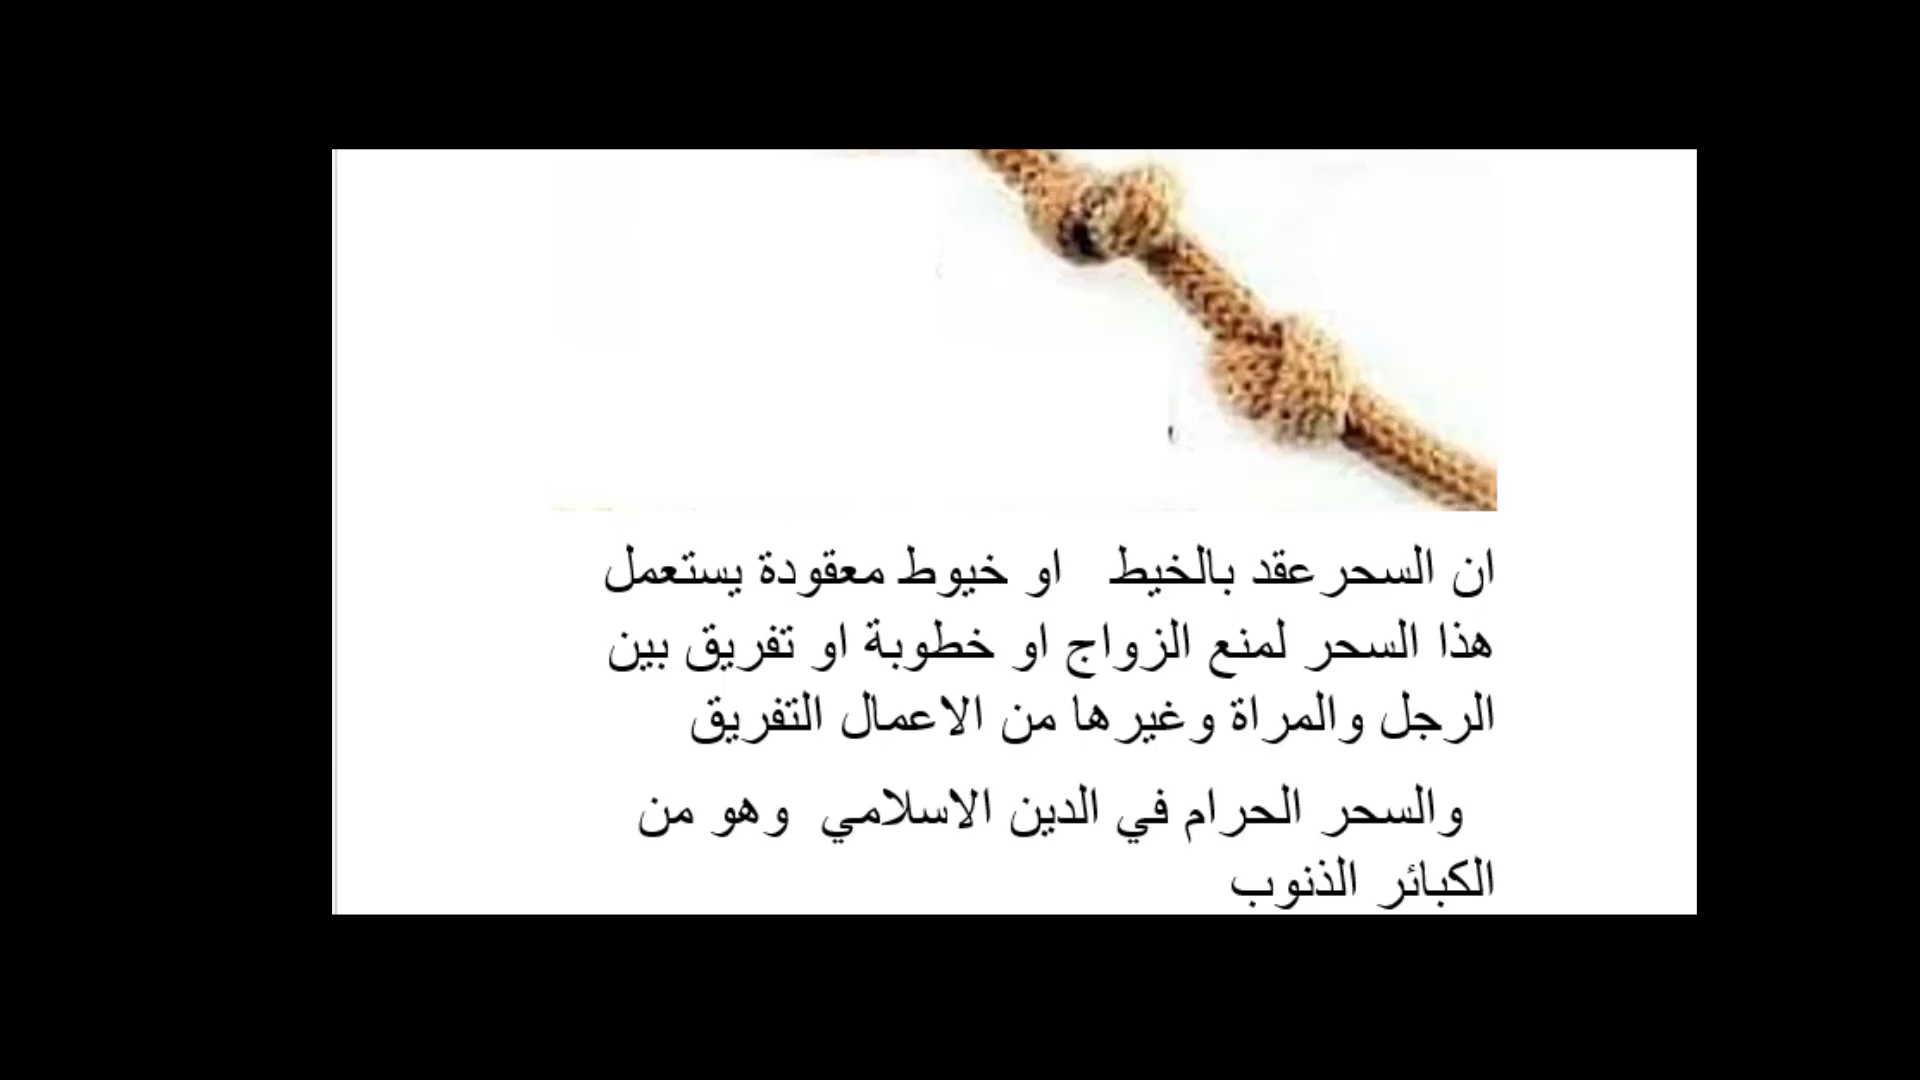 ان السحرعقد بالخيط او خيوط معقودة يستعمل
هذا السحر لمنع الزواج او خطوبة او تفريق بين
الرجل والمراة وغيرها من الاعمال التفريق
والسحر الحرام في الدين الاسلامي وهو من
الكبائر الذنوب